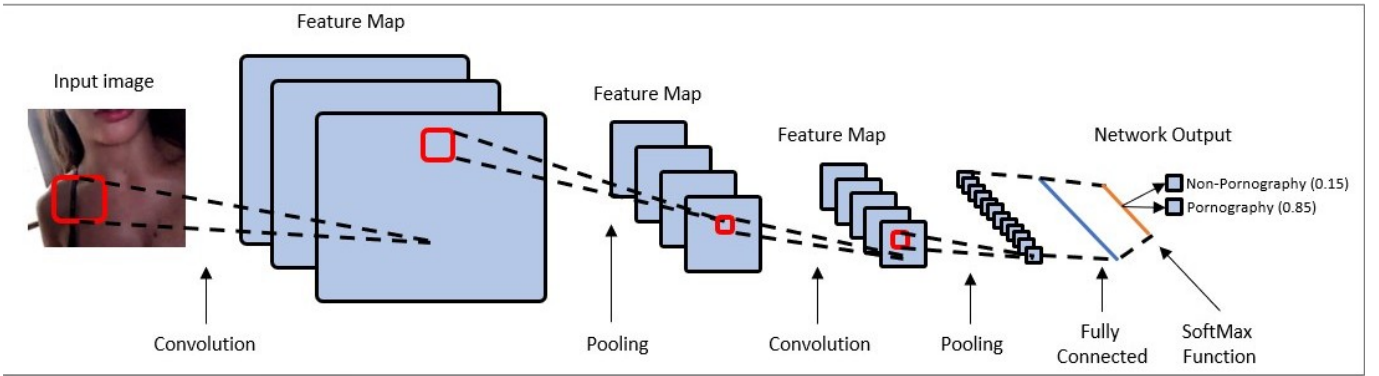 Feature Map
Input image
Feature Map
Feature Map
Network Output
Non-Pornography (0.15)
Pornography (0.85)
Convolution
Pooling
Convolution
Pooling
Fully
Connected
SoftMax
Function